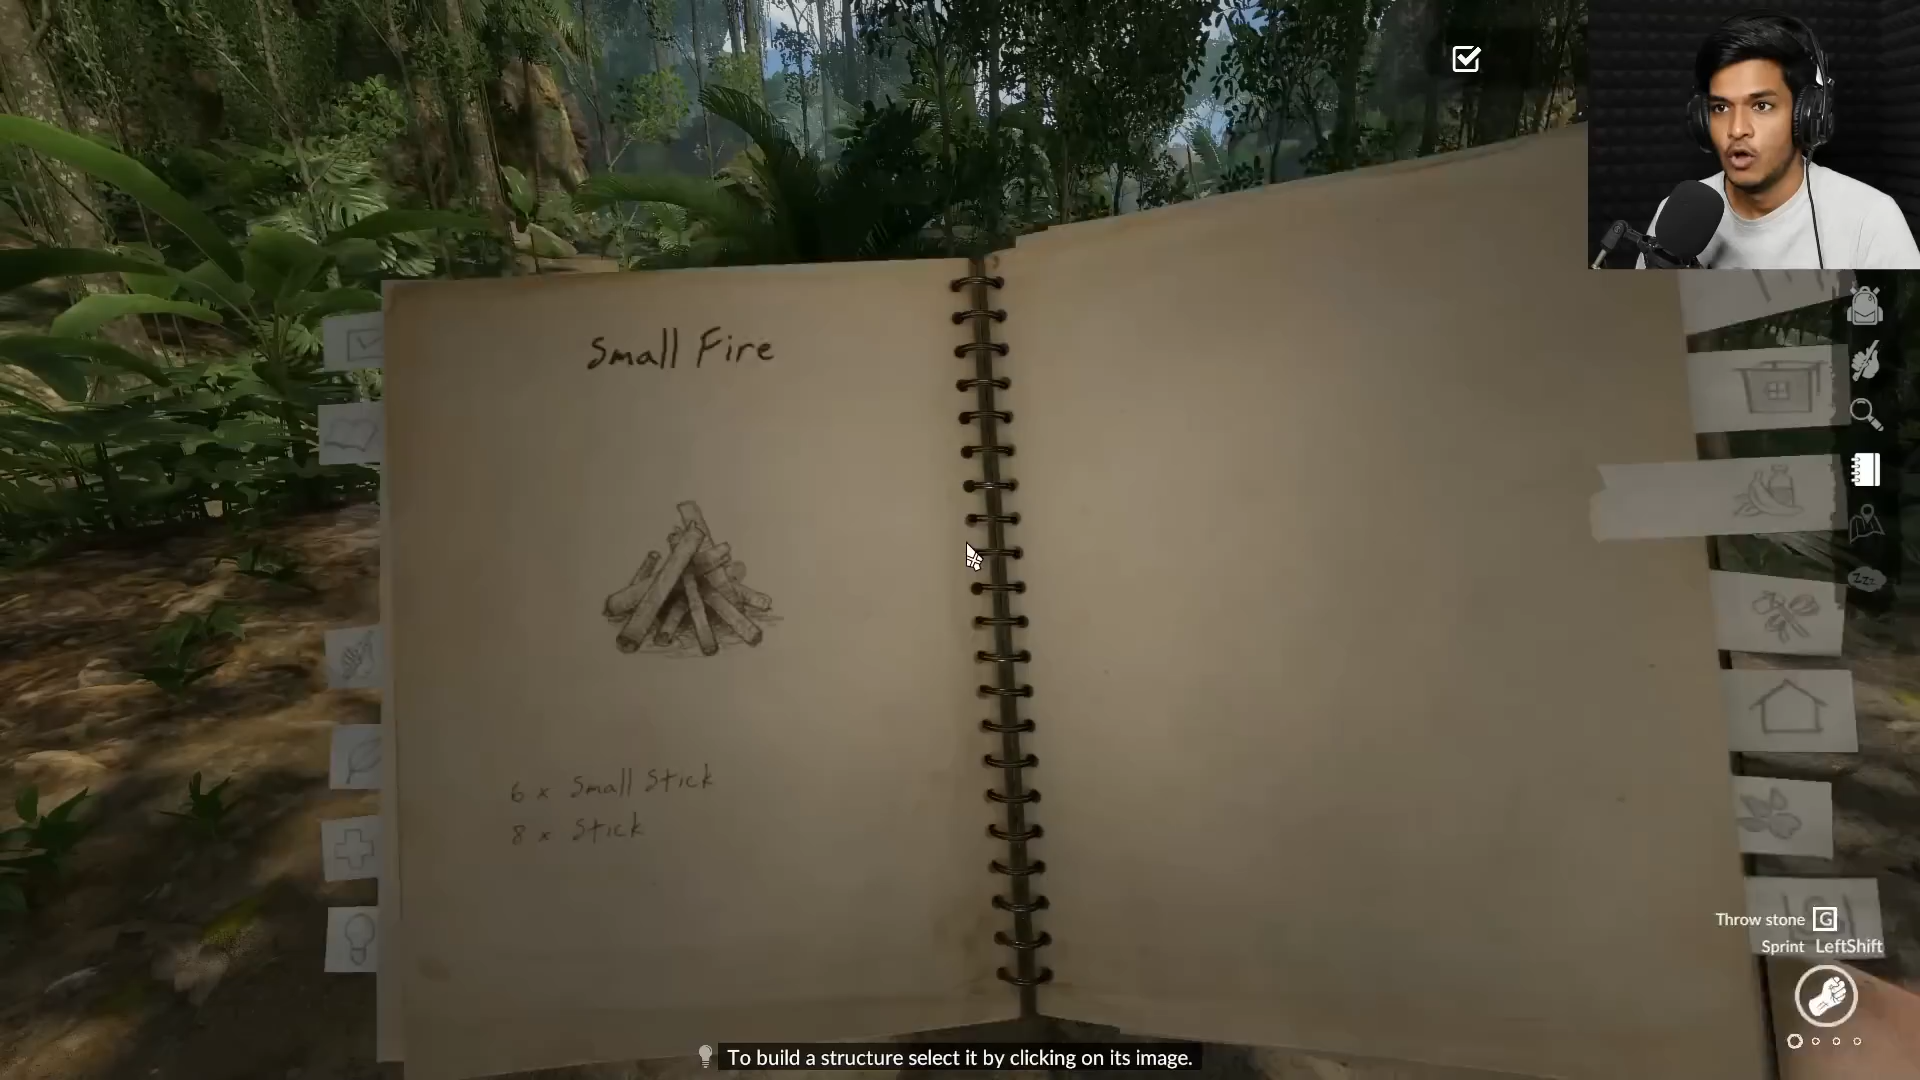 Small Fire
6 x Small Stick
8 x Stick
zzz
Throw stone G
Sprint LeftShift
To build a structure select it by clicking on its image.